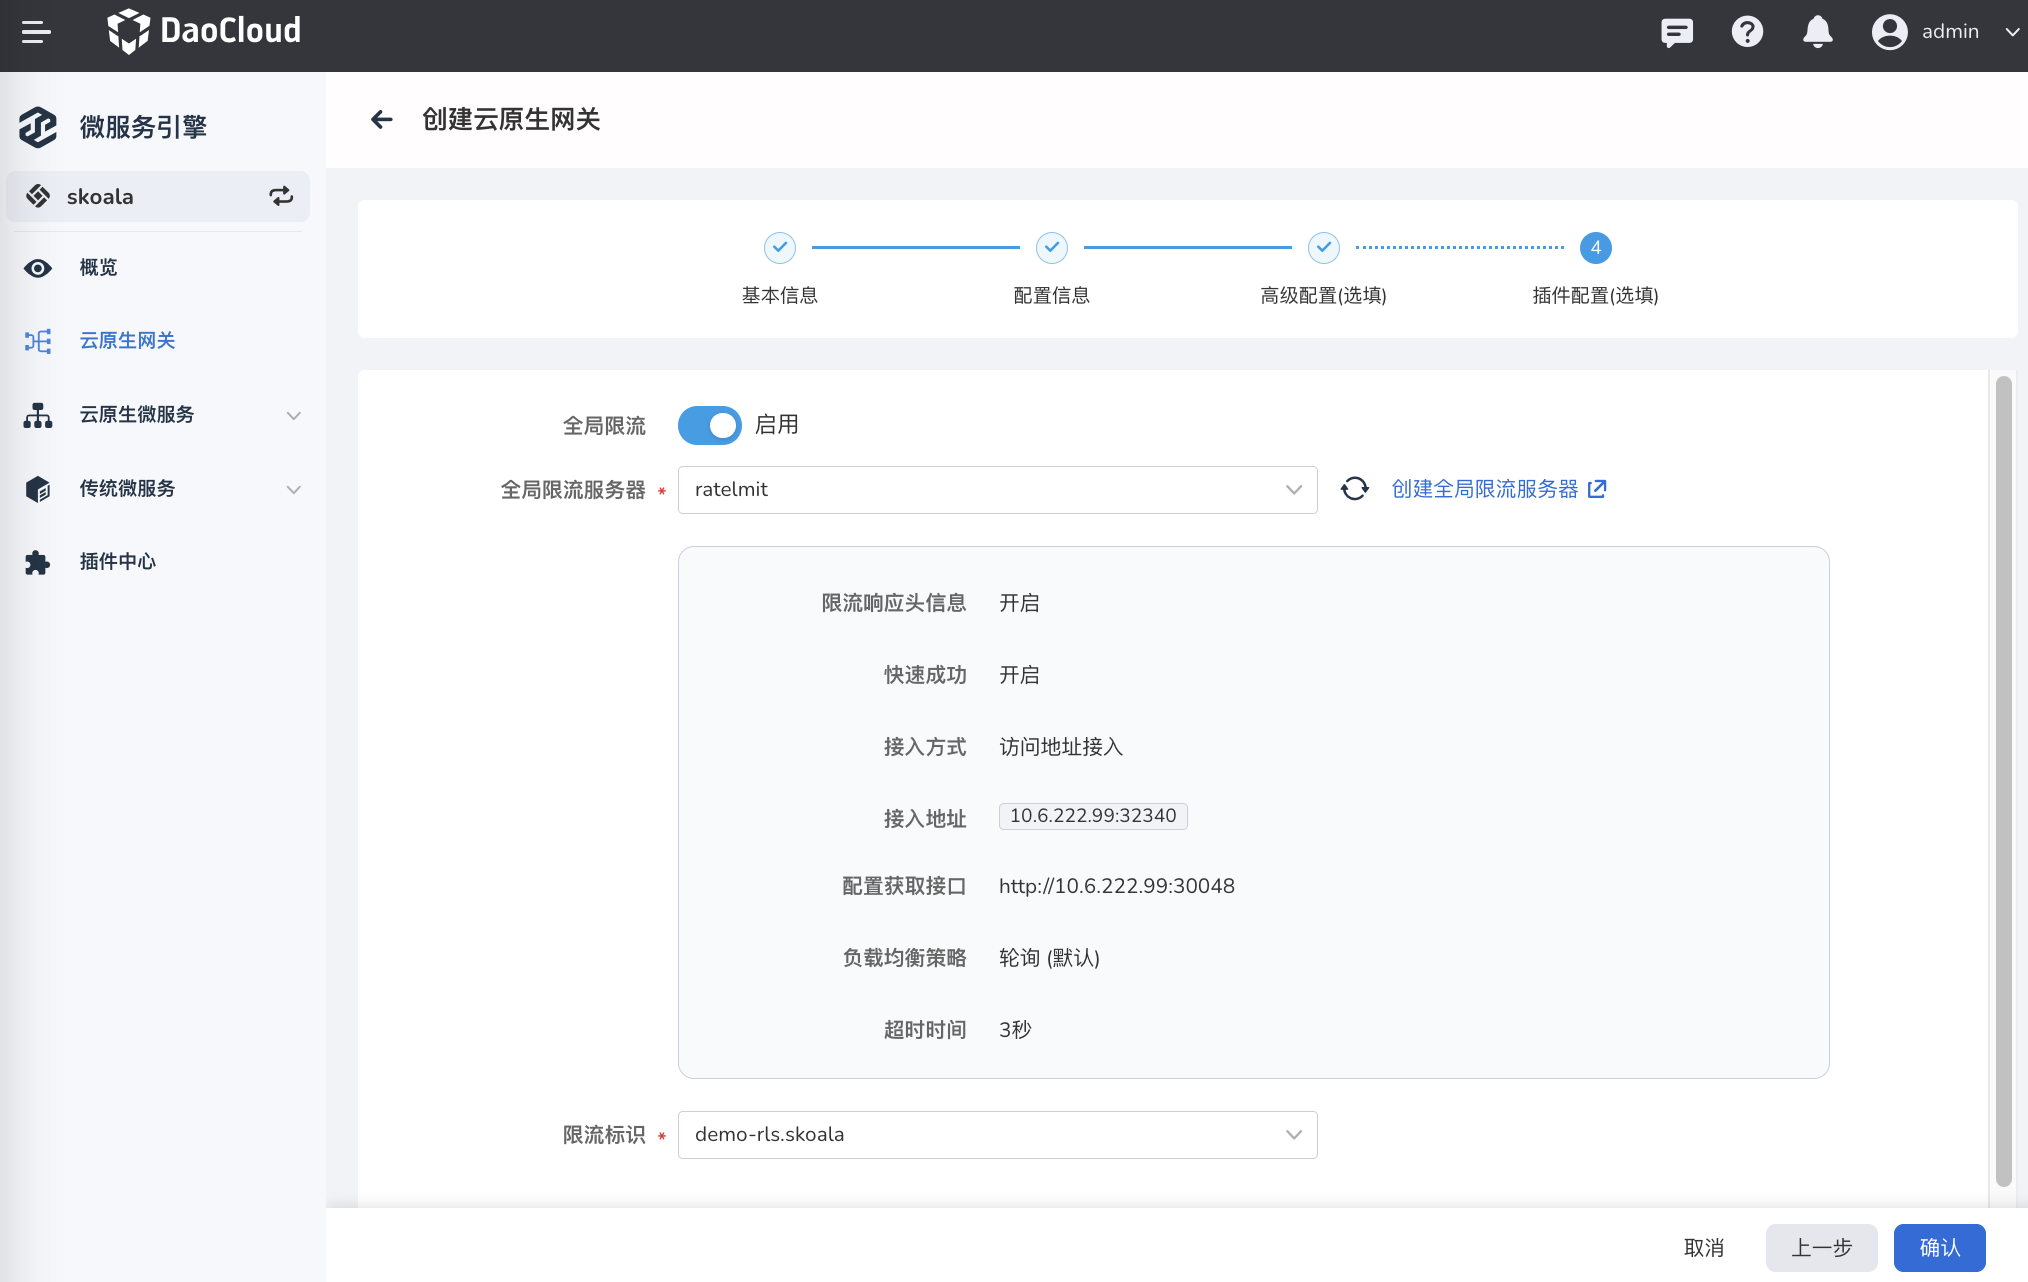 DaoCloud
admin
微服务引擎
skoala
概览
云原生网关
云原生微服务
传统微服务
插件中心
创建云原生网关
基本信息
配置信息
高级配置(选填)
4
插件配置(选填)
全局限流 启用
全局限流服务器 * ratelmit 创建全局限流服务器
限流响应头信息 开启
快速成功 开启
接入方式 访问地址接入
接入地址 10.6.222.99:32340
配置获取接口 http://10.6.222.99:30048
负载均衡策略 轮询 (默认)
超时时间 3秒
限流标识 * demo-rls.skoala
取消 上一步 确认